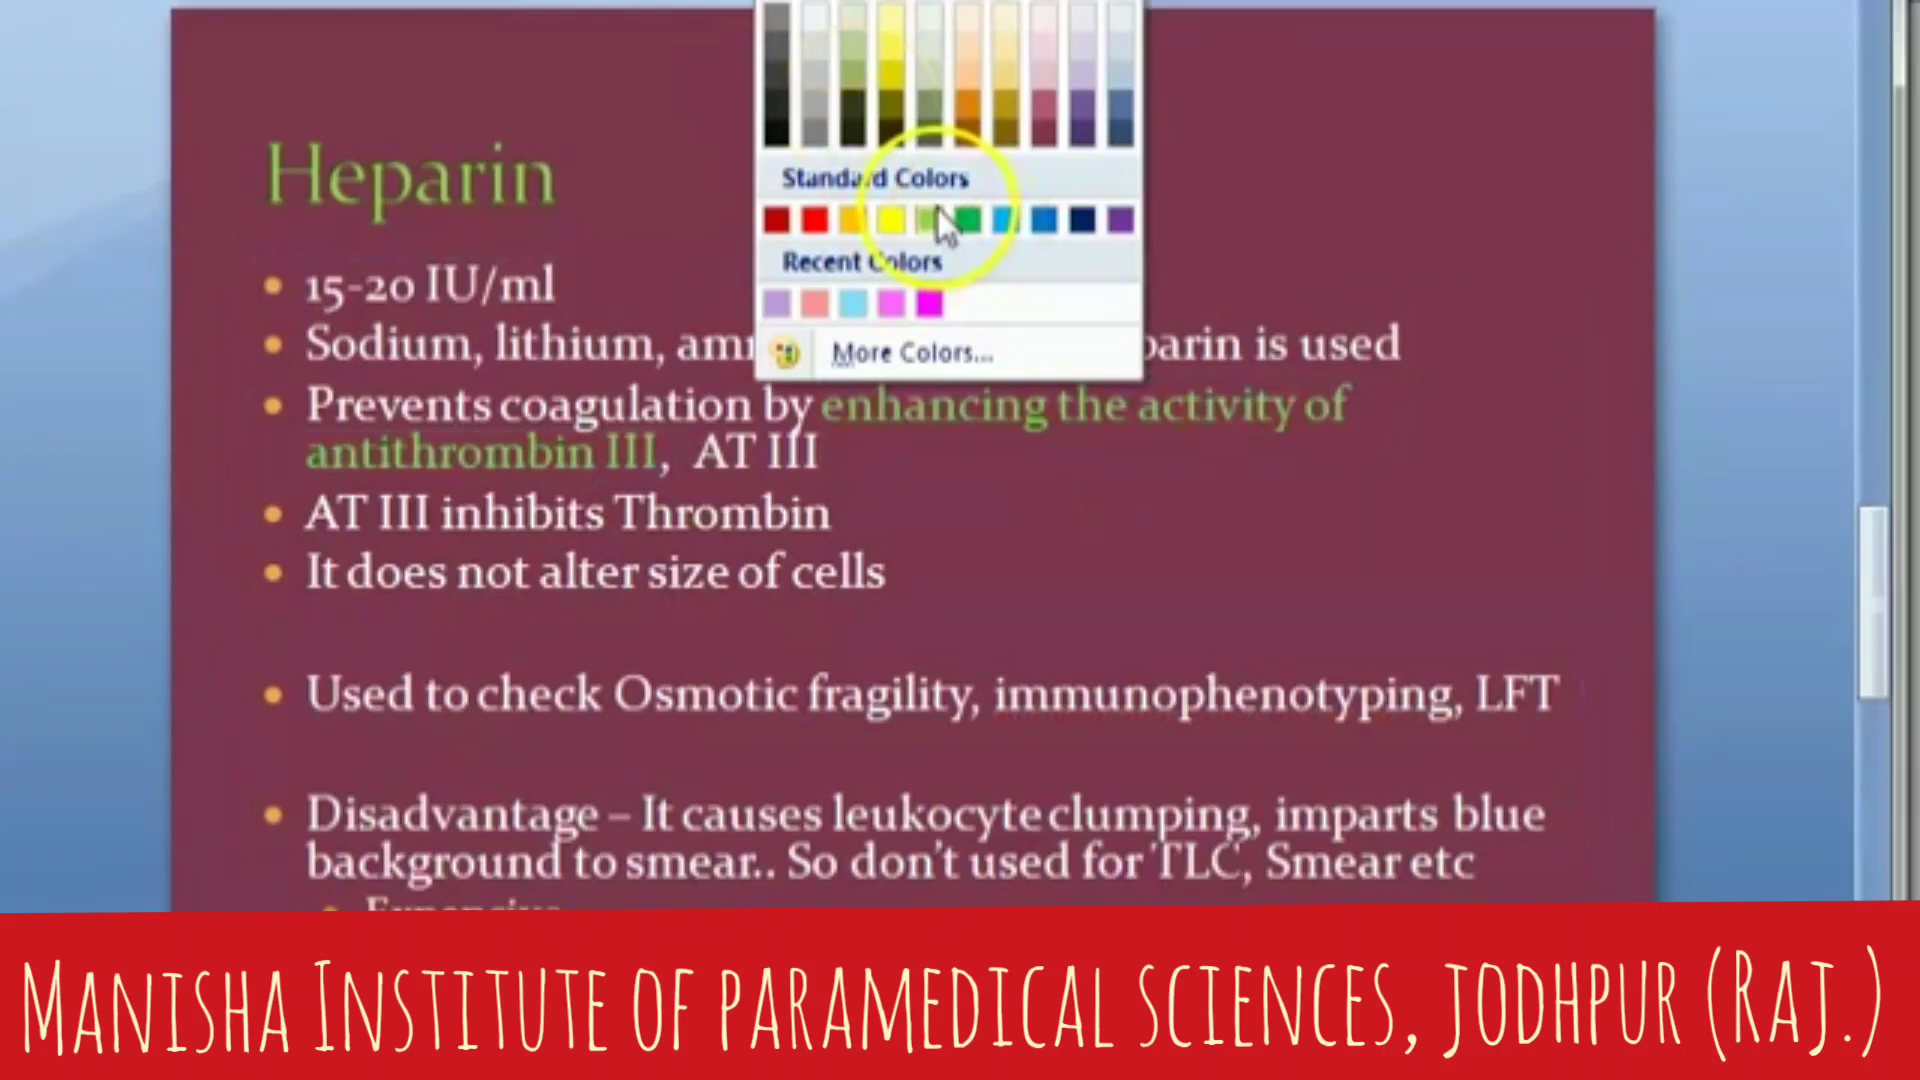 Standard Colors
Heparin
Recent Colors
15-20 IU/ml
Sodium, lithium, is used
More Colors...
Prevents coagulation by enhancing the activity of
antithrombin III, AT III
AT III inhibits Thrombin
It does not alter size of cells
Used to check Osmotic fragility, immunophenotyping, LFT
Disadvantage – It causes leukocyte clumping, imparts blue
background to smear.. So don't used for TLC, Smear etc
Manisha Institute of paramedical sciences, jodhpur (Raj.)